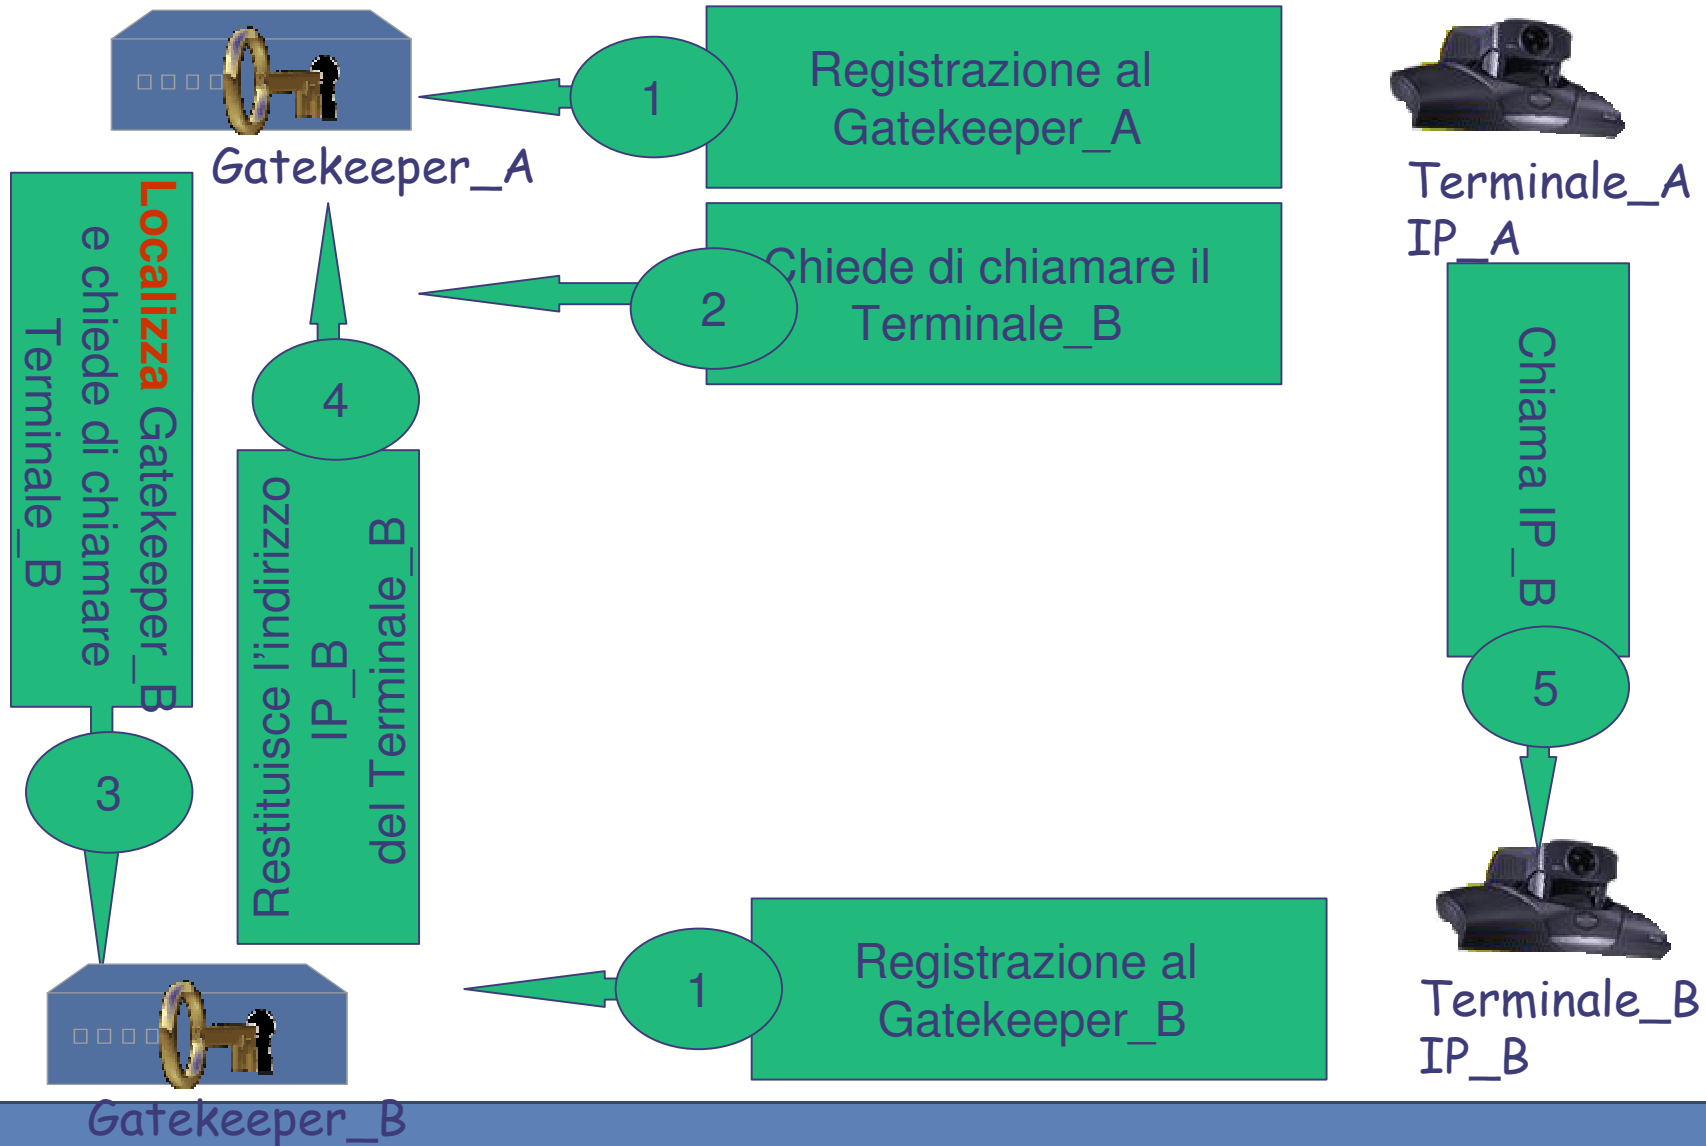 1
Registrazione al
Gatekeeper_A
Gatekeeper_A
Terminale_A
IP_A
2
Chiede di chiamare il
Terminale_B
Localizza Gatekeeper_B
e chiede di chiamare
Terminale_B
3
4
Restituisce l'indirizzo
IP_B
del Terminale_B
Chiama IP_B
5
1
Registrazione al
Gatekeeper_B
Terminale_B
IP_B
Gatekeeper_B